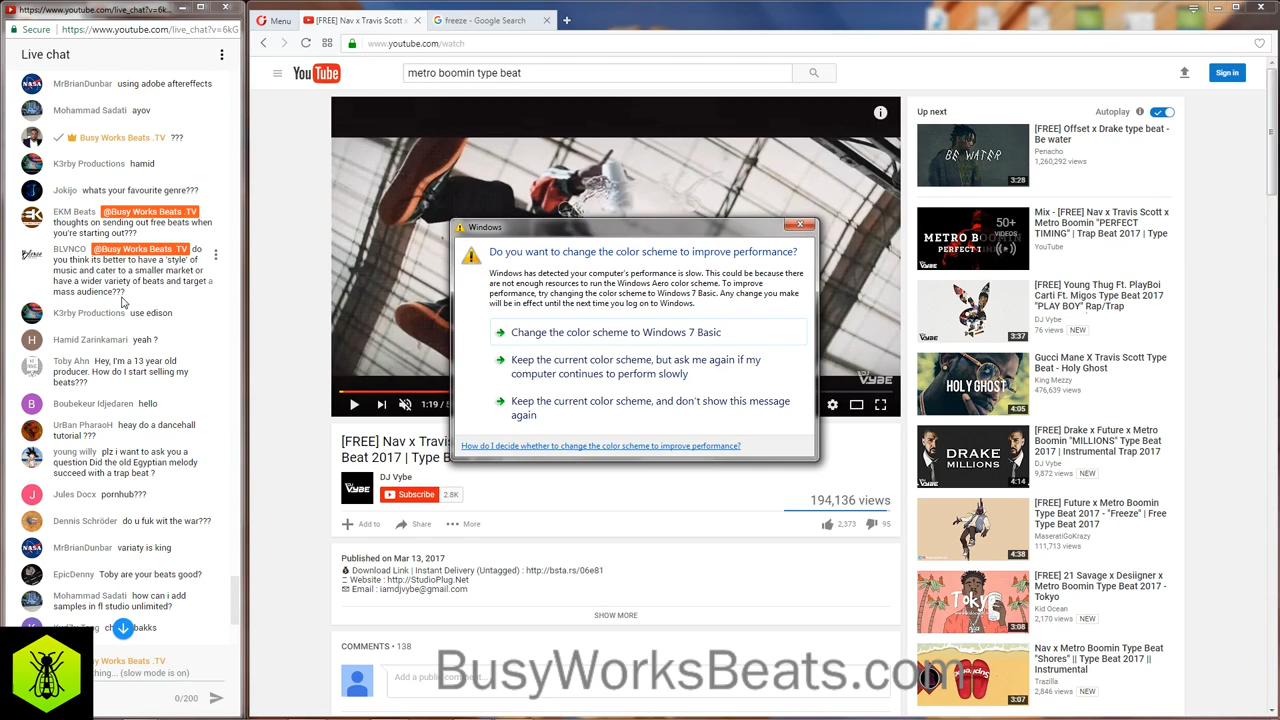 https://www.youtube.com/live_chat?v=6k
Secure https://www.youtube.com/live_chat?v=6kG
Live chat
MrBrianDunbar using adobe aftereffects
Mohammad Sadati ayov
Busy Works Beats .TV ???
K3rby Productions hamid
Jokijo whats your favourite genre???
EKM Beats @Busy Works Beats .TV
thoughts on sending out free beats when
you're starting out???
BLVNCO @Busy Works Beats .TV do
you think its better to have a 'style' of
music and cater to a smaller market or
have a wider variety of beats and target a
mass audience???
K3rby Productions use edison
Hamid Zarinkamari yeah ?
Toby Ahn Hey, I'm a 13 year old
producer. How do I start selling my
beats???
Boubekeur Idjedaren hello
UrBan PharaoH heay do a dancehall
tutorial ???
young willy plz i want to ask you a
question Did the old Egyptian melody
succeed with a trap beat ?
Jules Docx pornhub???
Dennis Schröder do u fuk wit the war???
MrBrianDunbar variaty is king
EpicDenny Toby are your beats good?
Mohammad Sadati how can i add
samples in fl studio unlimited?
bakks
Busy Works Beats .TV
(slow mode is on)
0/200
Menu
[FREE] Nav x Travis Scott x
freeze - Google Search
www.youtube.com/watch
YouTube
metro boomin type beat
Sign in
1:19 / 5
DJ VYBE
[FREE] Nav x Travis
Beat 2017 | Type B
VYBE
DJ Vybe
Subscribe 2.8K
194,136 views
Add to Share More
2,373 95
Published on Mar 13, 2017
Download Link | Instant Delivery (Untagged) : http://bsta.rs/06e81
Website : http://StudioPlug.Net
Email : iamdjvybe@gmail.com
SHOW MORE
COMMENTS • 138
Add a public comment...
Windows
Do you want to change the color scheme to improve performance?
Windows has detected your computer's performance is slow. This could be because there
are not enough resources to run the Windows Aero color scheme. To improve
performance, try changing the color scheme to Windows 7 Basic. Any change you make
will be in effect until the next time you log on to Windows.
Change the color scheme to Windows 7 Basic
Keep the current color scheme, but ask me again if my
computer continues to perform slowly
Keep the current color scheme, and don't show this message
again
How do I decide whether to change the color scheme to improve performance?
Up next
Autoplay
BE WATER
3:28
[FREE] Offset x Drake type beat -
Be water
Penacho
1,260,292 views
METRO BOOMIN
PERFECT TIMING
50+
VIDEOS
Mix - [FREE] Nav x Travis Scott x
Metro Boomin "PERFECT
TIMING" | Trap Beat 2017 | Type
YouTube
3:37
[FREE] Young Thug Ft. PlayBoi
Carti Ft. Migos Type Beat 2017
"PLAY BOY" Rap/Trap
DJ Vybe
76 views NEW
HOLY GHOST
4:05
Gucci Mane X Travis Scott Type
Beat - Holy Ghost
King Mezzy
476,639 views
DRAKE
MILLIONS
4:14
[FREE] Drake x Future x Metro
Boomin "MILLIONS" Type Beat
2017 | Instrumental Trap 2017
DJ Vybe
9,872 views NEW
4:38
[FREE] Future x Metro Boomin
Type Beat 2017 - "Freeze" | Free
Type Beat 2017
MaseratiGoKrazy
111,713 views
Tokyo
3:08
[FREE] 21 Savage x Desiigner x
Metro Boomin Type Beat 2017 -
Tokyo
Kid Ocean
2,170 views NEW
3:07
Nav x Metro Boomin Type Beat
"Shores" || Type Beat 2017 ||
Instrumental
Trazilla
2,846 views NEW
BusyWorksBeats.com